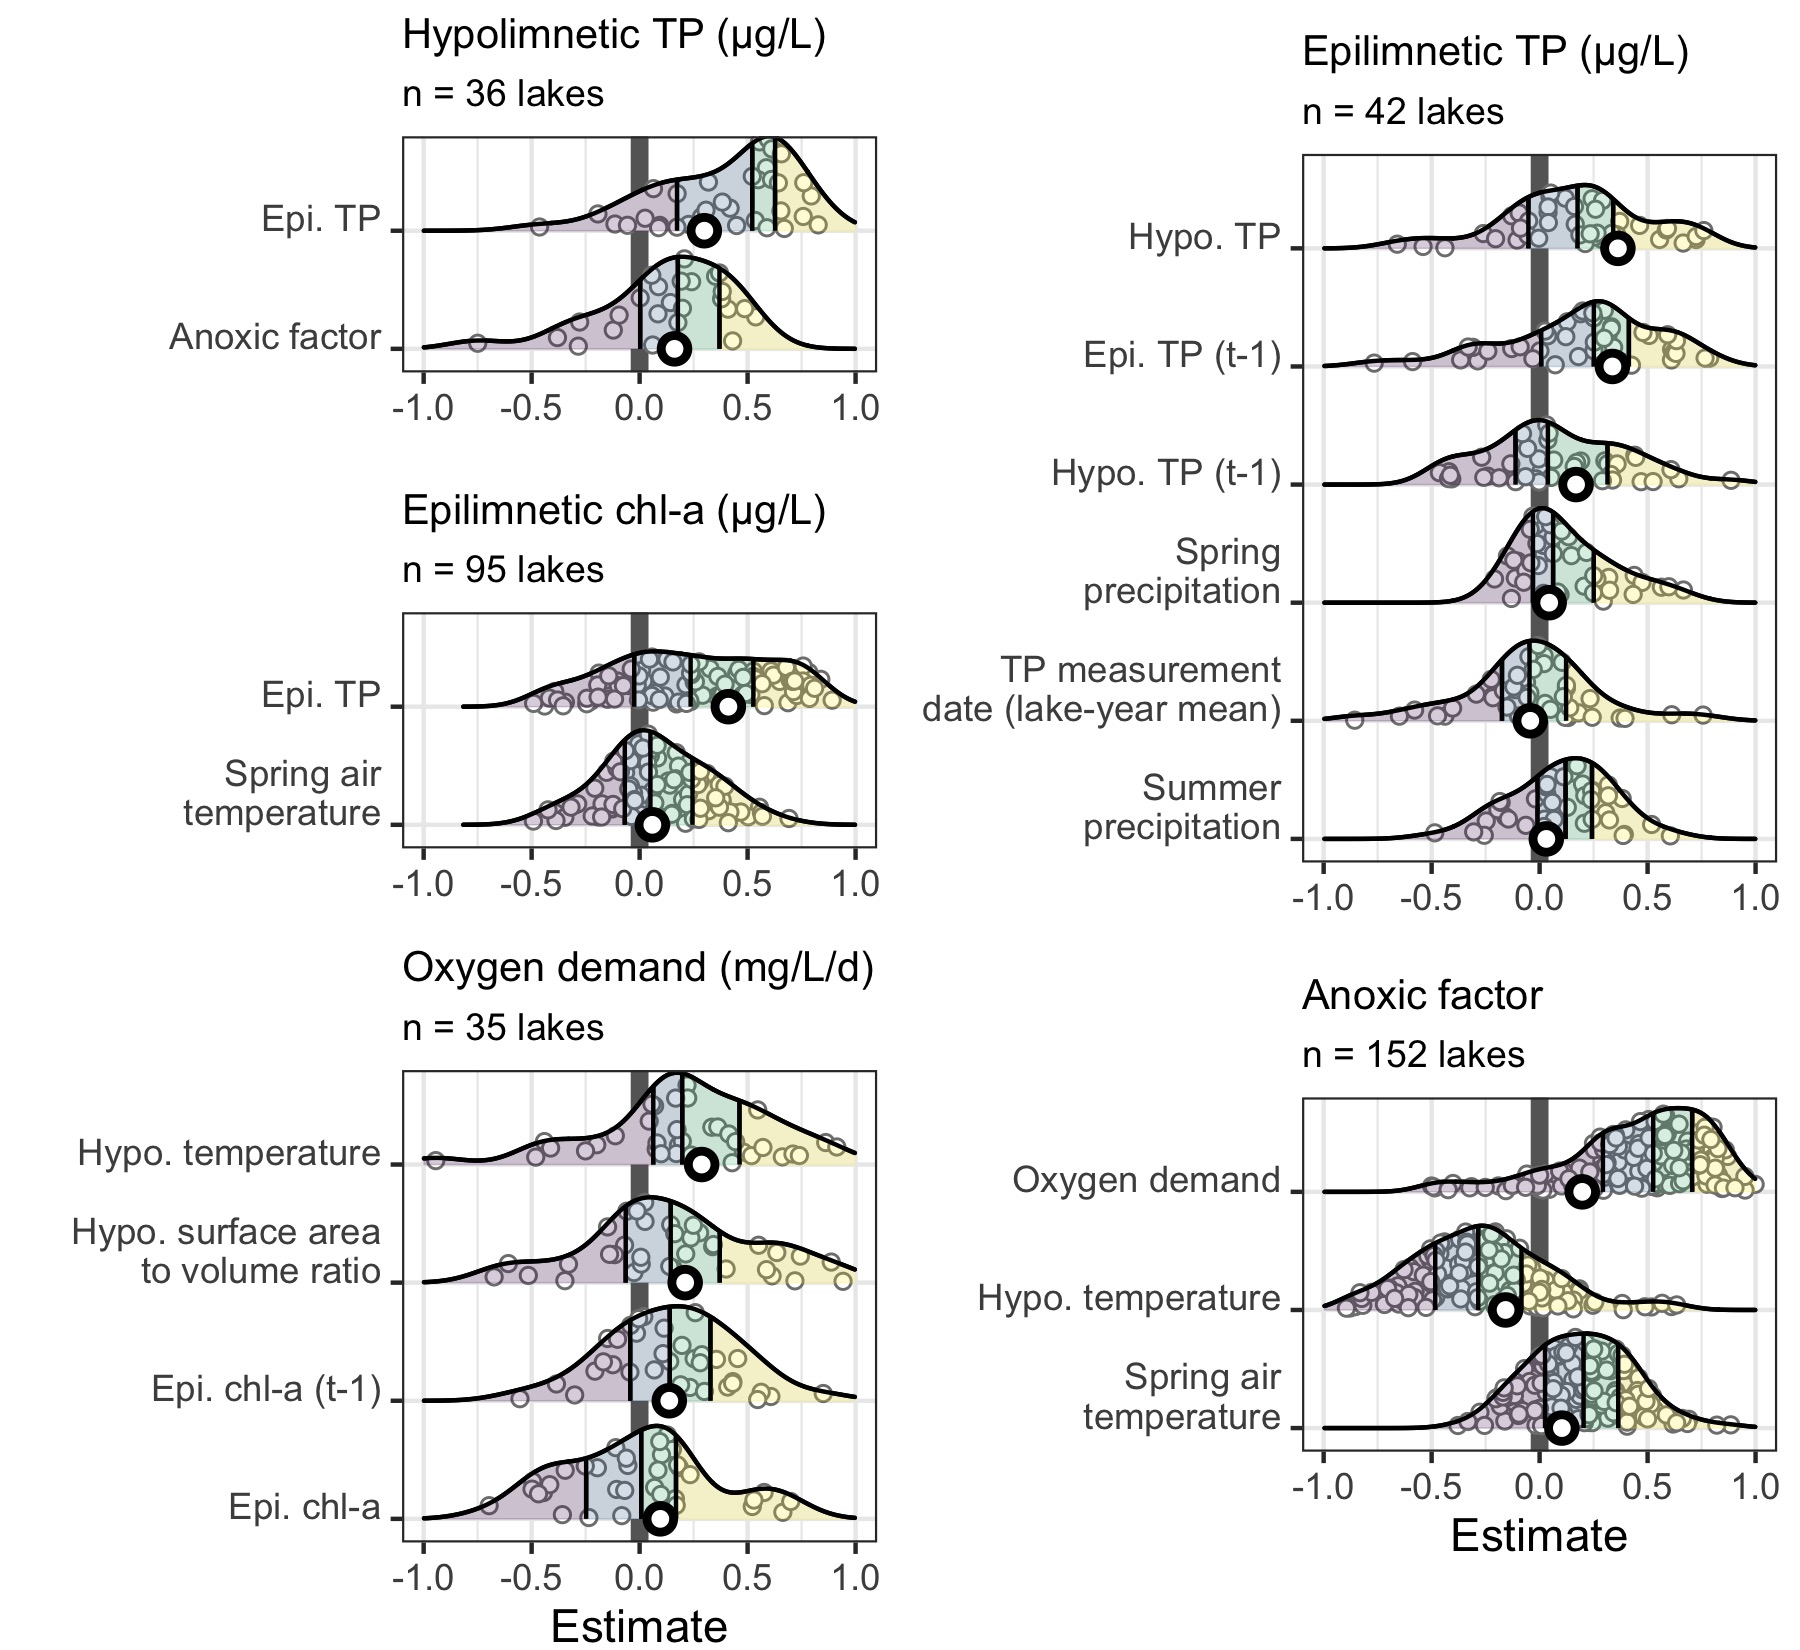 Hypolimnetic TP (µg/L)
n = 36 lakes
Epi. TP
Anoxic factor
-1.0 -0.5 0.0 0.5 1.0
Epilimnetic chl-a (µg/L)
n = 95 lakes
Epi. TP
Spring air
temperature
-1.0 -0.5 0.0 0.5 1.0
Oxygen demand (mg/L/d)
n = 35 lakes
Hypo. temperature
Hypo. surface area
to volume ratio
Epi. chl-a (t-1)
Epi. chl-a
-1.0 -0.5 0.0 0.5 1.0
Estimate
Epilimnetic TP (µg/L)
n = 42 lakes
Hypo. TP
Epi. TP (t-1)
Hypo. TP (t-1)
Spring
precipitation
TP measurement
date (lake-year mean)
Summer
precipitation
-1.0 -0.5 0.0 0.5 1.0
Anoxic factor
n = 152 lakes
Oxygen demand
Hypo. temperature
Spring air
temperature
-1.0 -0.5 0.0 0.5 1.0
Estimate